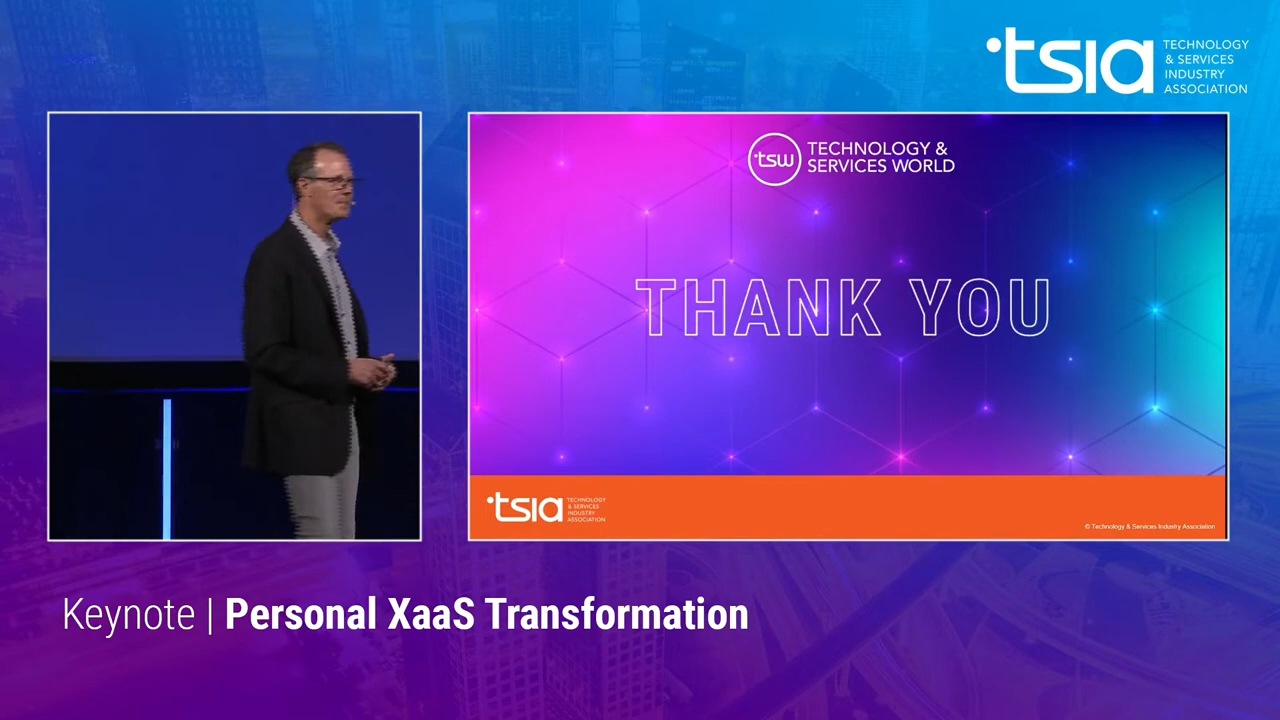 tsia
TECHNOLOGY
& SERVICES
INDUSTRY
ASSOCIATION
tsw
TECHNOLOGY &
SERVICES WORLD
THANK YOU
tsia
TECHNOLOGY
& SERVICES
INDUSTRY
ASSOCIATION
© Technology & Services Industry Association
Keynote | Personal XaaS Transformation